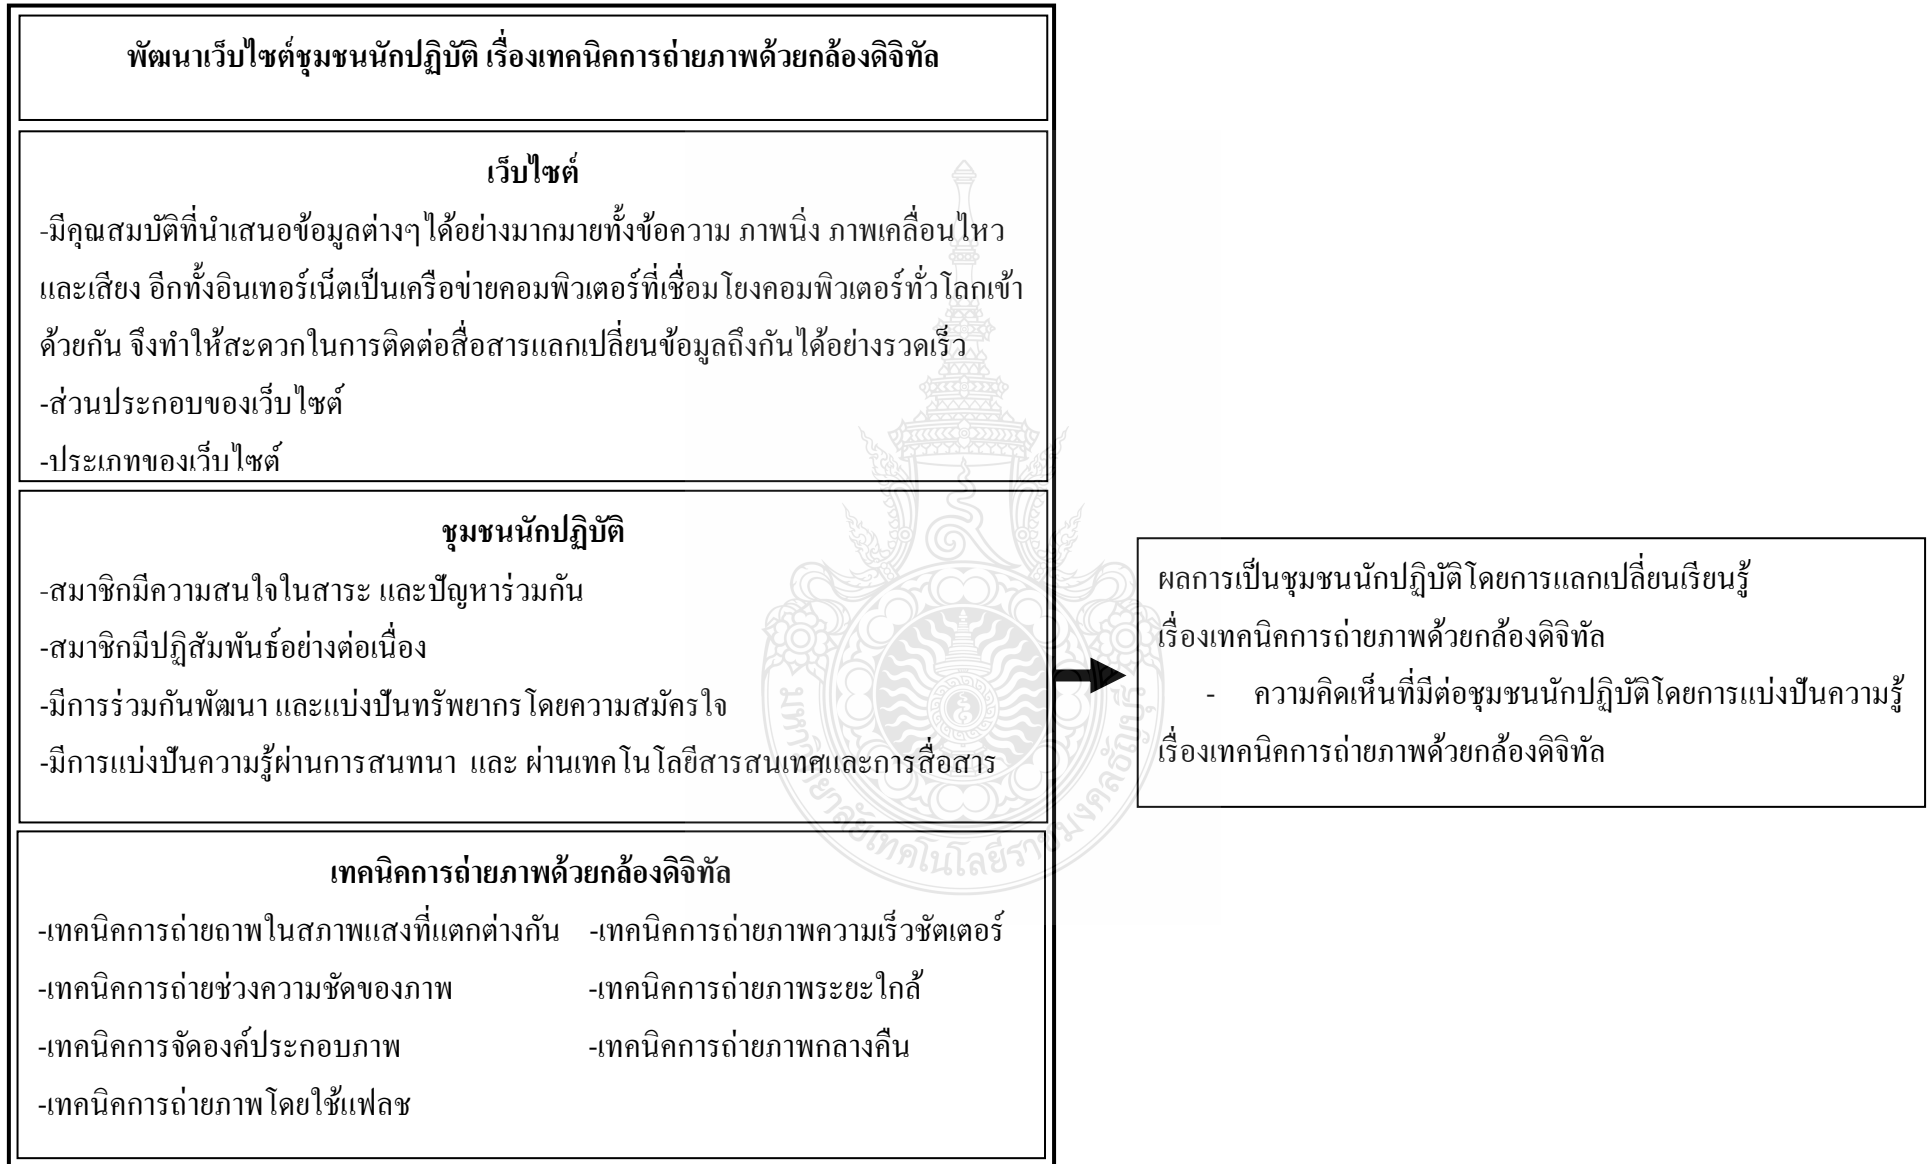 พัฒนาเว็บไซต์ชุมชนนักปฏิบัติ เรื่องเทคนิคการถ่ายภาพด้วยกล้องดิจิทัล
เว็บไซต์
-มีคุณสมบัติที่นำเสนอข้อมูลต่างๆได้อย่างมากมายทั้งข้อความ ภาพนิ่ง ภาพเคลื่อนไหว
และเสียง อีกทั้งอินเทอร์เน็ตเป็นเครือข่ายคอมพิวเตอร์ที่เชื่อมโยงคอมพิวเตอร์ทั่วโลกเข้า
ด้วยกัน จึงทำให้สะดวกในการติดต่อสื่อสารแลกเปลี่ยนข้อมูลถึงกันได้อย่างรวดเร็ว
-ส่วนประกอบของเว็บไซต์
-ประเภทของเว็บไซต์
ชุมชนนักปฏิบัติ
-สมาชิกมีความสนใจในสาระ และปัญหาร่วมกัน
-สมาชิกมีปฏิสัมพันธ์อย่างต่อเนื่อง
-มีการร่วมกันพัฒนา และแบ่งปันทรัพยากรโดยความสมัครใจ
-มีการแบ่งปันความรู้ผ่านการสนทนา และ ผ่านเทคโนโลยีสารสนเทศและการสื่อสาร
เทคนิคการถ่ายภาพด้วยกล้องดิจิทัล
-เทคนิคการถ่ายถาพในสภาพแสงที่แตกต่างกัน -เทคนิคการถ่ายภาพความเร็วชัตเตอร์
-เทคนิคการถ่ายช่วงความชัดของภาพ -เทคนิคการถ่ายภาพระยะใกล้
-เทคนิคการจัดองค์ประกอบภาพ -เทคนิคการถ่ายภาพกลางคืน
-เทคนิคการถ่ายภาพโดยใช้แฟลช
ผลการเป็นชุมชนนักปฏิบัติโดยการแลกเปลี่ยนเรียนรู้
เรื่องเทคนิคการถ่ายภาพด้วยกล้องดิจิทัล
- ความคิดเห็นที่มีต่อชุมชนนักปฏิบัติโดยการแบ่งปันความรู้
เรื่องเทคนิคการถ่ายภาพด้วยกล้องดิจิทัล
มหาวิทยาลัยเทคโนโลยีราชมงคลธัญบุรี